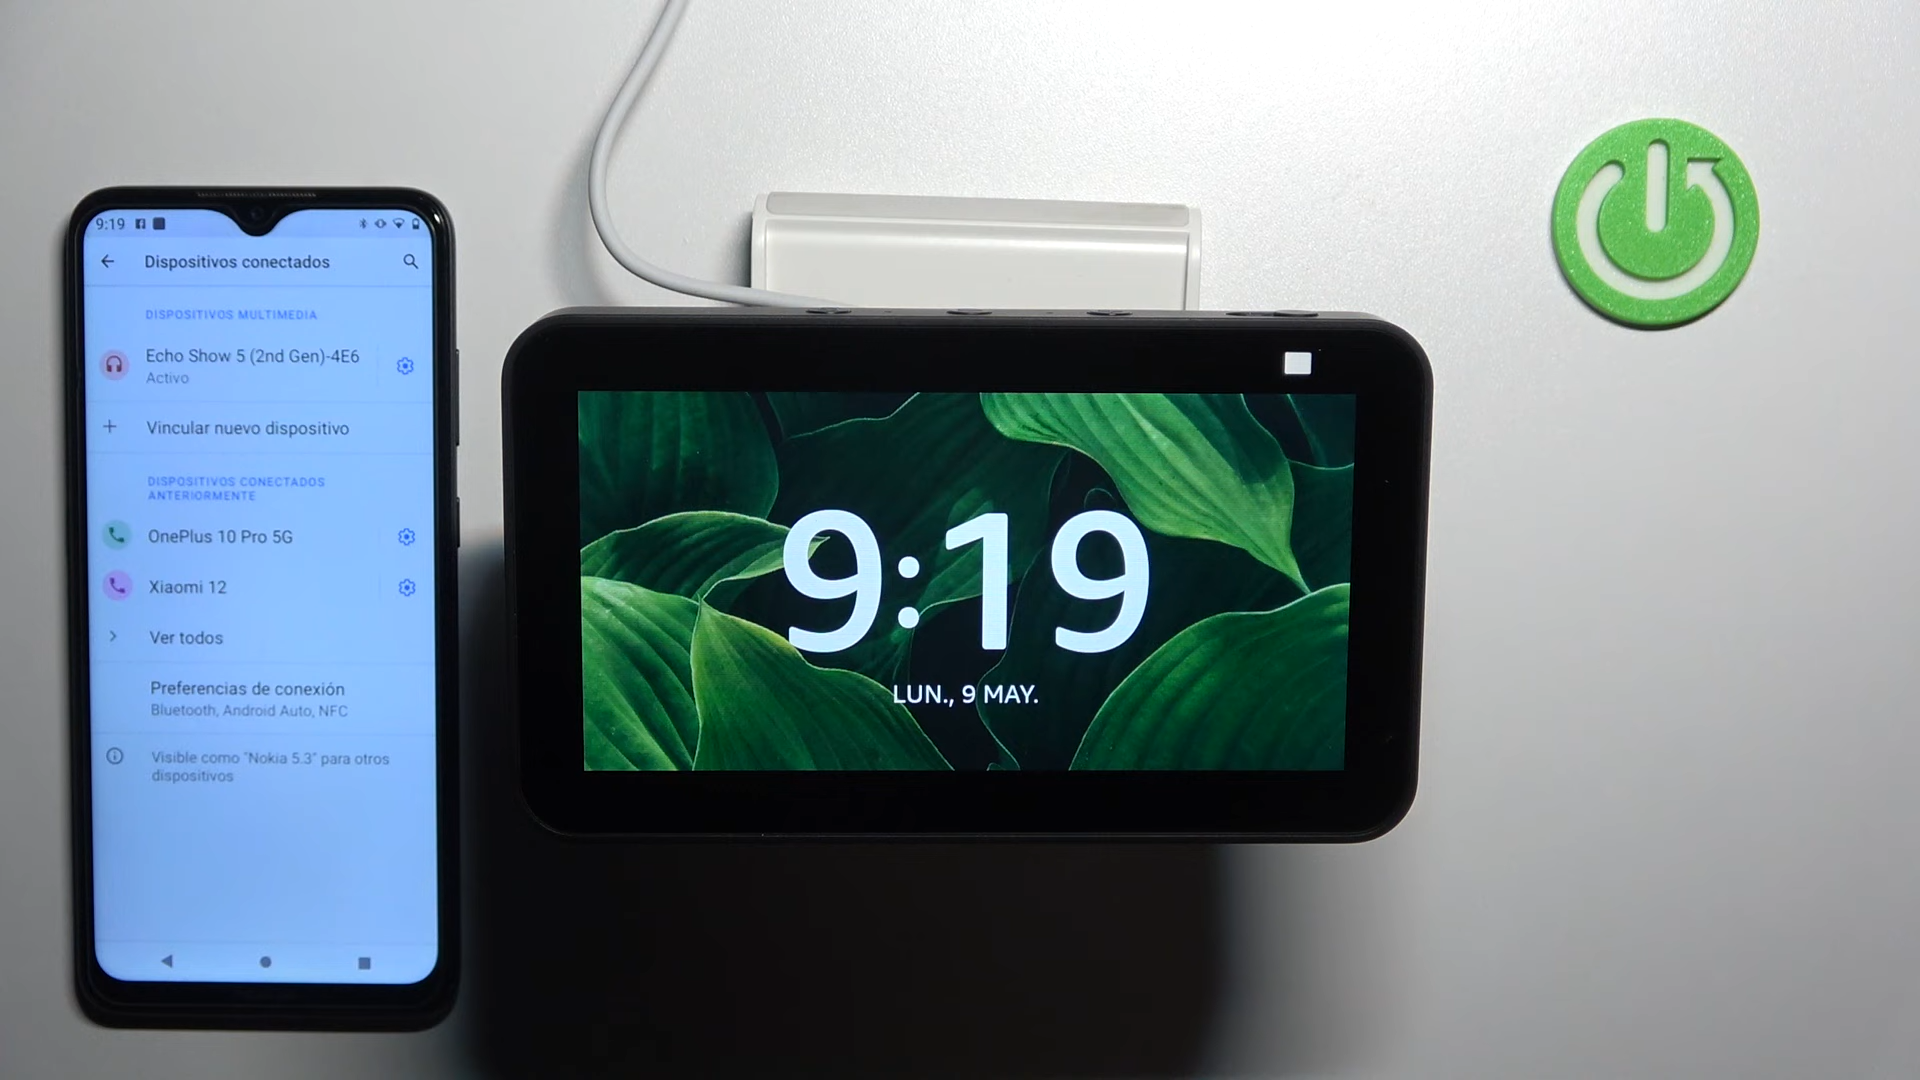 9:19
Dispositivos conectados
DISPOSITIVOS MULTIMEDIA
Echo Show 5 (2nd Gen)-4E6
Activo
Vincular nuevo dispositivo
DISPOSITIVOS CONECTADOS
ANTERIORMENTE
OnePlus 10 Pro 5G
Xiaomi 12
Ver todos
Preferencias de conexión
Bluetooth, Android Auto, NFC
Visible como "Nokia 5.3" para otros
dispositivos
9:19
LUN., 9 MAY.